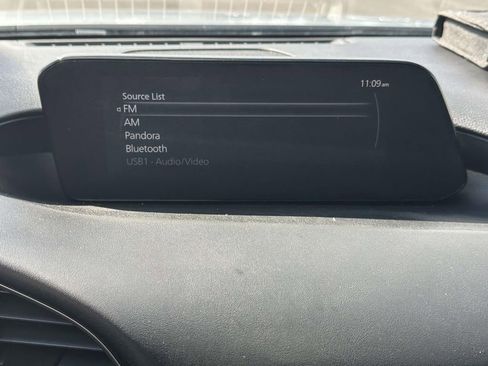 11:09am
Source List
FM
AM
Pandora
Bluetooth
USB1 - Audio/Video